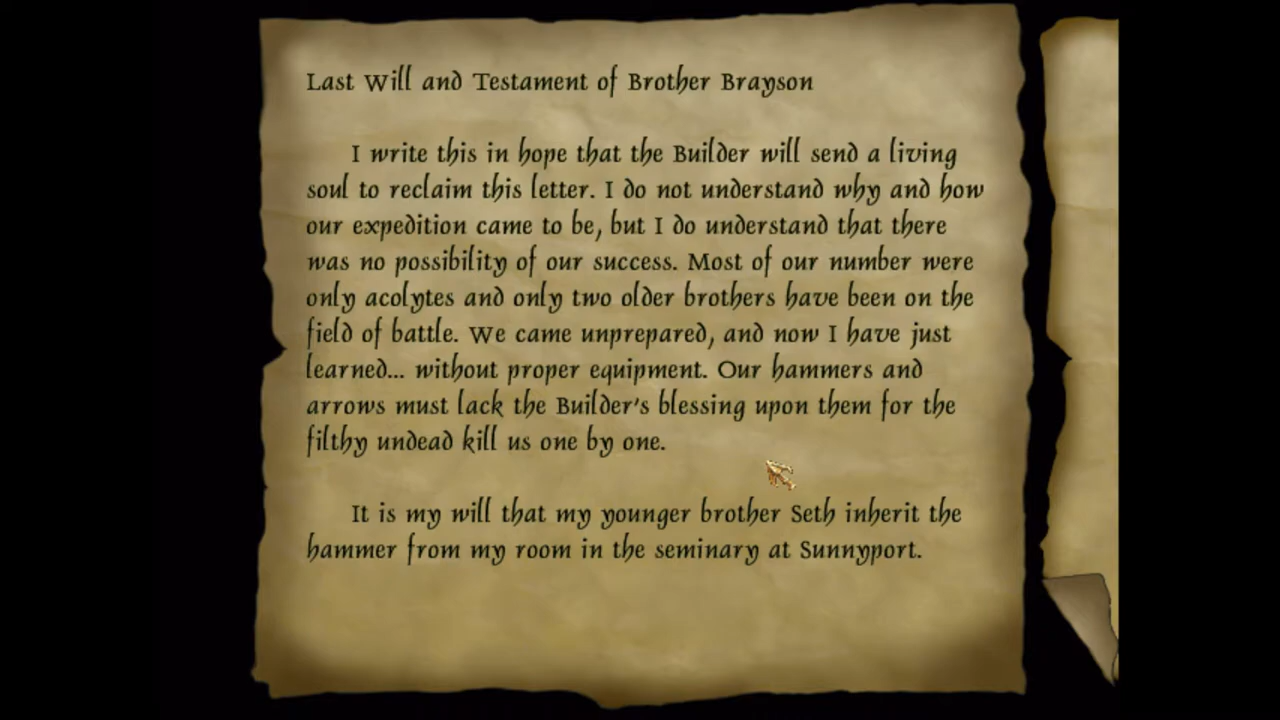 Last Will and Testament of Brother Brayson
I write this in hope that the Builder will send a living
soul to reclaim this letter. I do not understand why and how
our expedition came to be, but I do understand that there
was no possibility of our success. Most of our number were
only acolytes and only two older brothers have been on the
field of battle. We came unprepared, and now I have just
learned... without proper equipment. Our hammers and
arrows must lack the Builder's blessing upon them for the
filthy undead kill us one by one.
It is my will that my younger brother Seth inherit the
hammer from my room in the seminary at Sunnyport.